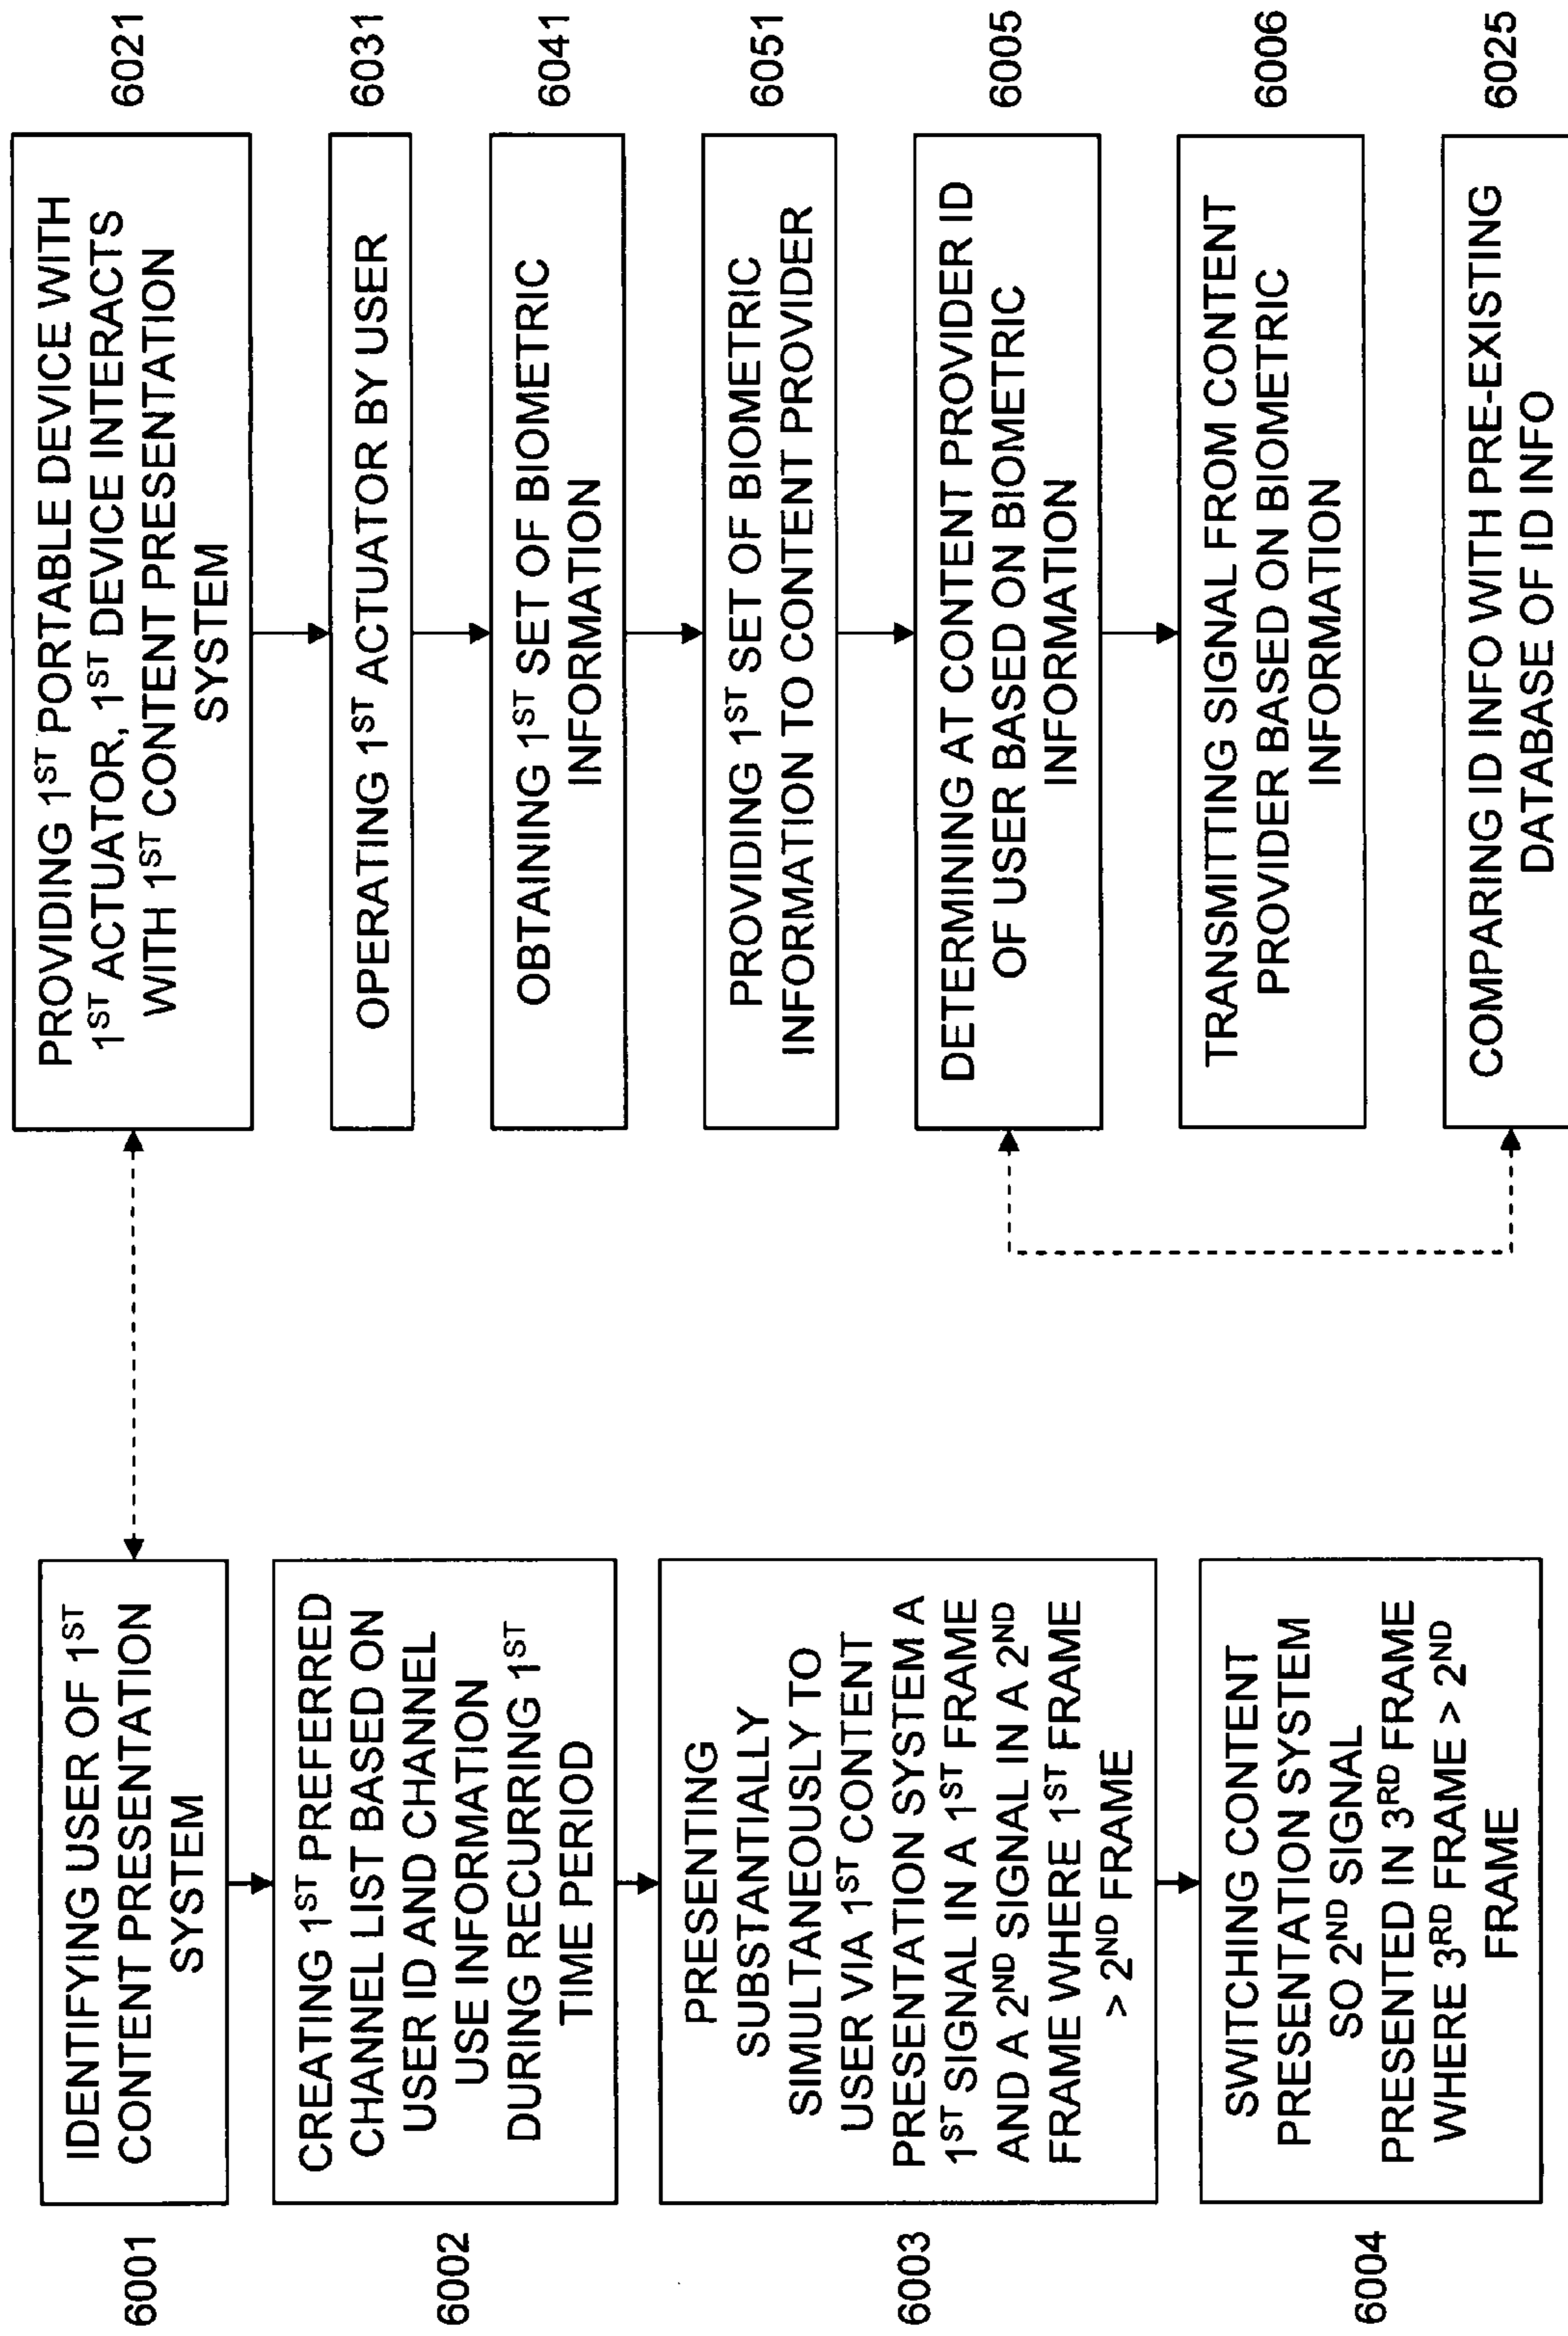 6001
IDENTIFYING USER OF 1ST
CONTENT PRESENTATION
SYSTEM
6002
CREATING 1ST PREFERRED
CHANNEL LIST BASED ON
USER ID AND CHANNEL
USE INFORMATION
DURING RECURRING 1ST
TIME PERIOD
6003
PRESENTING
SUBSTANTIALLY
SIMULTANEOUSLY TO
USER VIA 1ST CONTENT
PRESENTATION SYSTEM A
1ST SIGNAL IN A 1ST FRAME
AND A 2ND SIGNAL IN A 2ND
FRAME WHERE 1ST FRAME
> 2ND FRAME
6004
SWITCHING CONTENT
PRESENTATION SYSTEM
SO 2ND SIGNAL
PRESENTED IN 3RD FRAME
WHERE 3RD FRAME > 2ND
FRAME
PROVIDING 1ST PORTABLE DEVICE WITH
1ST ACTUATOR, 1ST DEVICE INTERACTS
WITH 1ST CONTENT PRESENTATION
SYSTEM
6021
OPERATING 1ST ACTUATOR BY USER
6031
OBTAINING 1ST SET OF BIOMETRIC
INFORMATION
6041
PROVIDING 1ST SET OF BIOMETRIC
INFORMATION TO CONTENT PROVIDER
6051
DETERMINING AT CONTENT PROVIDER ID
OF USER BASED ON BIOMETRIC
INFORMATION
6005
TRANSMITTING SIGNAL FROM CONTENT
PROVIDER BASED ON BIOMETRIC
INFORMATION
6006
COMPARING ID INFO WITH PRE-EXISTING
DATABASE OF ID INFO
6025